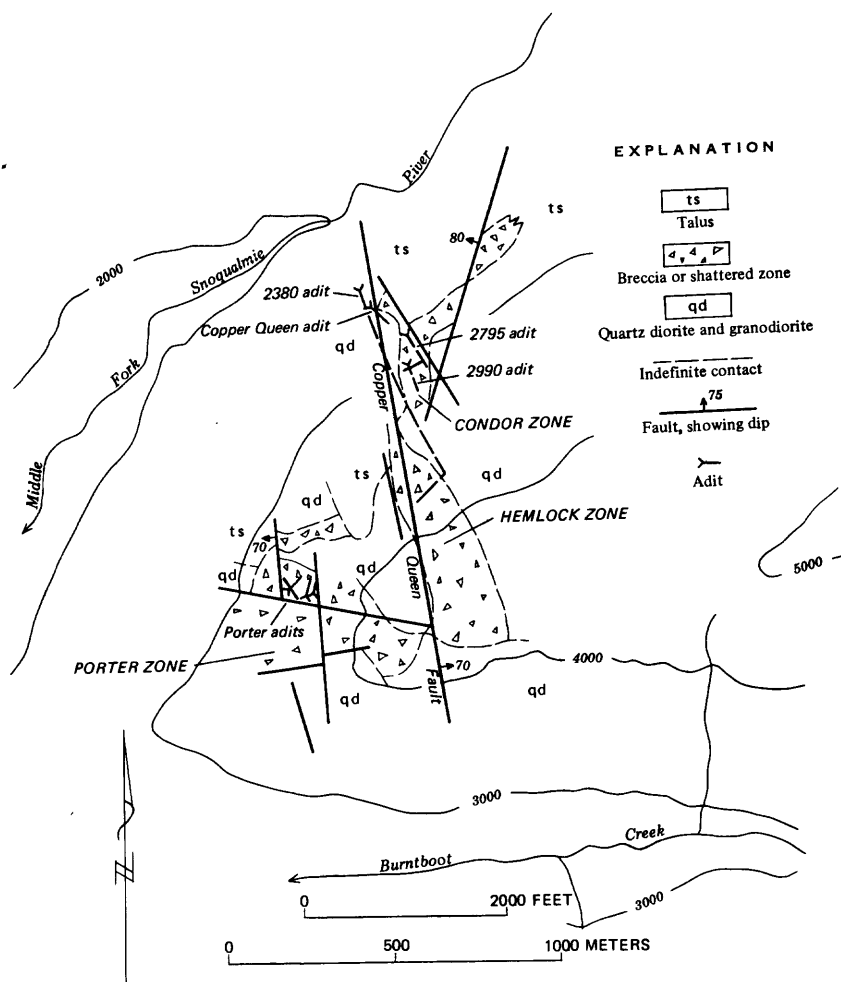 EXPLANATION
ts
Talus
Breccia or shattered zone
qd
Quartz diorite and granodiorite
Indefinite contact
75
Fault, showing dip
Adit
River
Snoqualmie
Fork
Middle
2000
ts
ts
80
2380 adit
Copper Queen adit
qd
2795 adit
2990 adit
Copper
CONDOR ZONE
ts
qd
qd
HEMLOCK ZONE
ts
70
qd
qd
Queen
5000
Porter adits
PORTER ZONE
4000
70
Fault
qd
qd
3000
Creek
Burntboot
3000
N
0 2000 FEET
0 500 1000 METERS